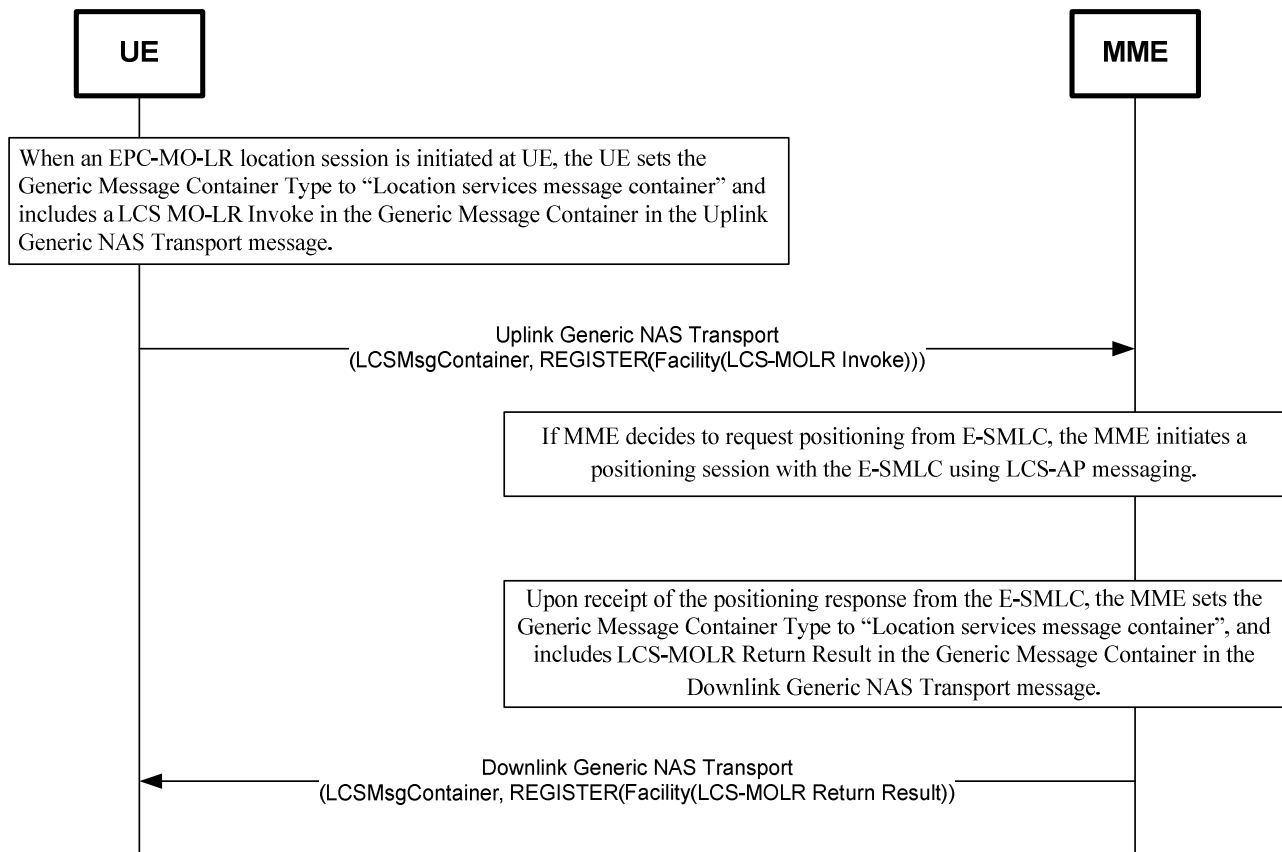 UE
MME
When an EPC-MO-LR location session is initiated at UE, the UE sets the
Generic Message Container Type to “Location services message container” and
includes a LCS MO-LR Invoke in the Generic Message Container in the Uplink
Generic NAS Transport message.
Uplink Generic NAS Transport
(LCSMsgContainer, REGISTER(Facility(LCS-MOLR Invoke)))
If MME decides to request positioning from E-SMLC, the MME initiates a
positioning session with the E-SMLC using LCS-AP messaging.
Upon receipt of the positioning response from the E-SMLC, the MME sets the
Generic Message Container Type to “Location services message container”, and
includes LCS-MOLR Return Result in the Generic Message Container in the
Downlink Generic NAS Transport message.
Downlink Generic NAS Transport
(LCSMsgContainer, REGISTER(Facility(LCS-MOLR Return Result))